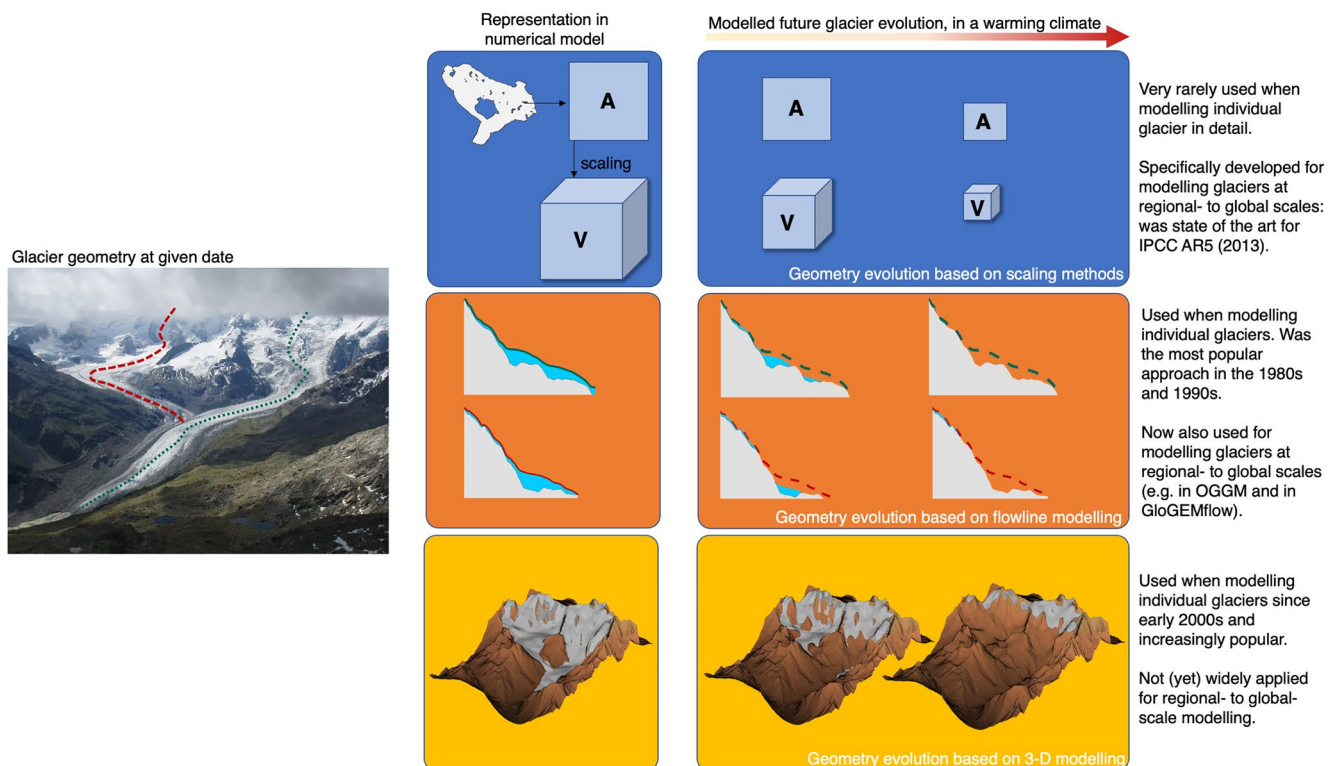 Representation in
numerical model
Modelled future glacier evolution, in a warming climate
A
scaling
V
A
A
V
V
Geometry evolution based on scaling methods
Very rarely used when
modelling individual
glacier in detail.
Specifically developed for
modelling glaciers at
regional- to global scales:
was state of the art for
IPCC AR5 (2013).
Glacier geometry at given date
Geometry evolution based on flowline modelling
Used when modelling
individual glaciers. Was
the most popular
approach in the 1980s
and 1990s.
Now also used for
modelling glaciers at
regional- to global scales
(e.g. in OGGM and in
GloGEMflow).
Geometry evolution based on 3-D modelling
Used when modelling
individual glaciers since
early 2000s and
increasingly popular.
Not (yet) widely applied
for regional- to global-
scale modelling.